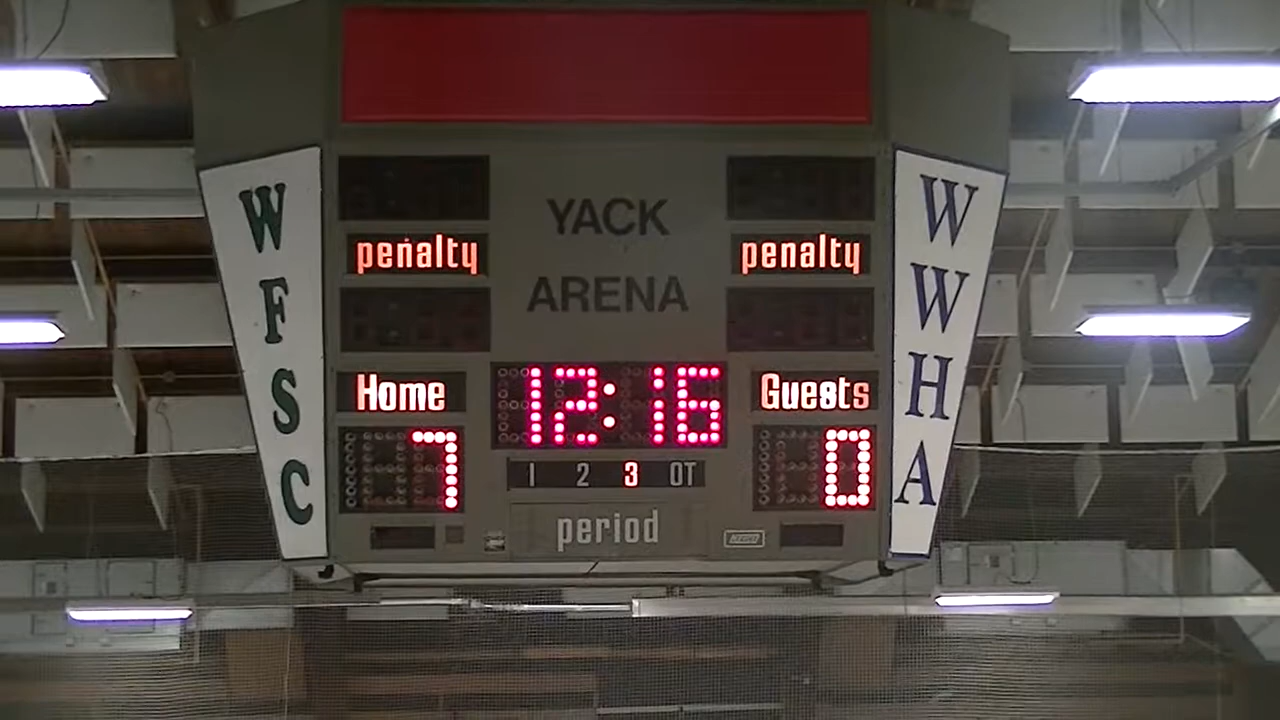 YACK
ARENA
penalty
penalty
W
F
S
C
W
W
H
A
Home
12:16
Guests
7
1 2 3 OT
0
period